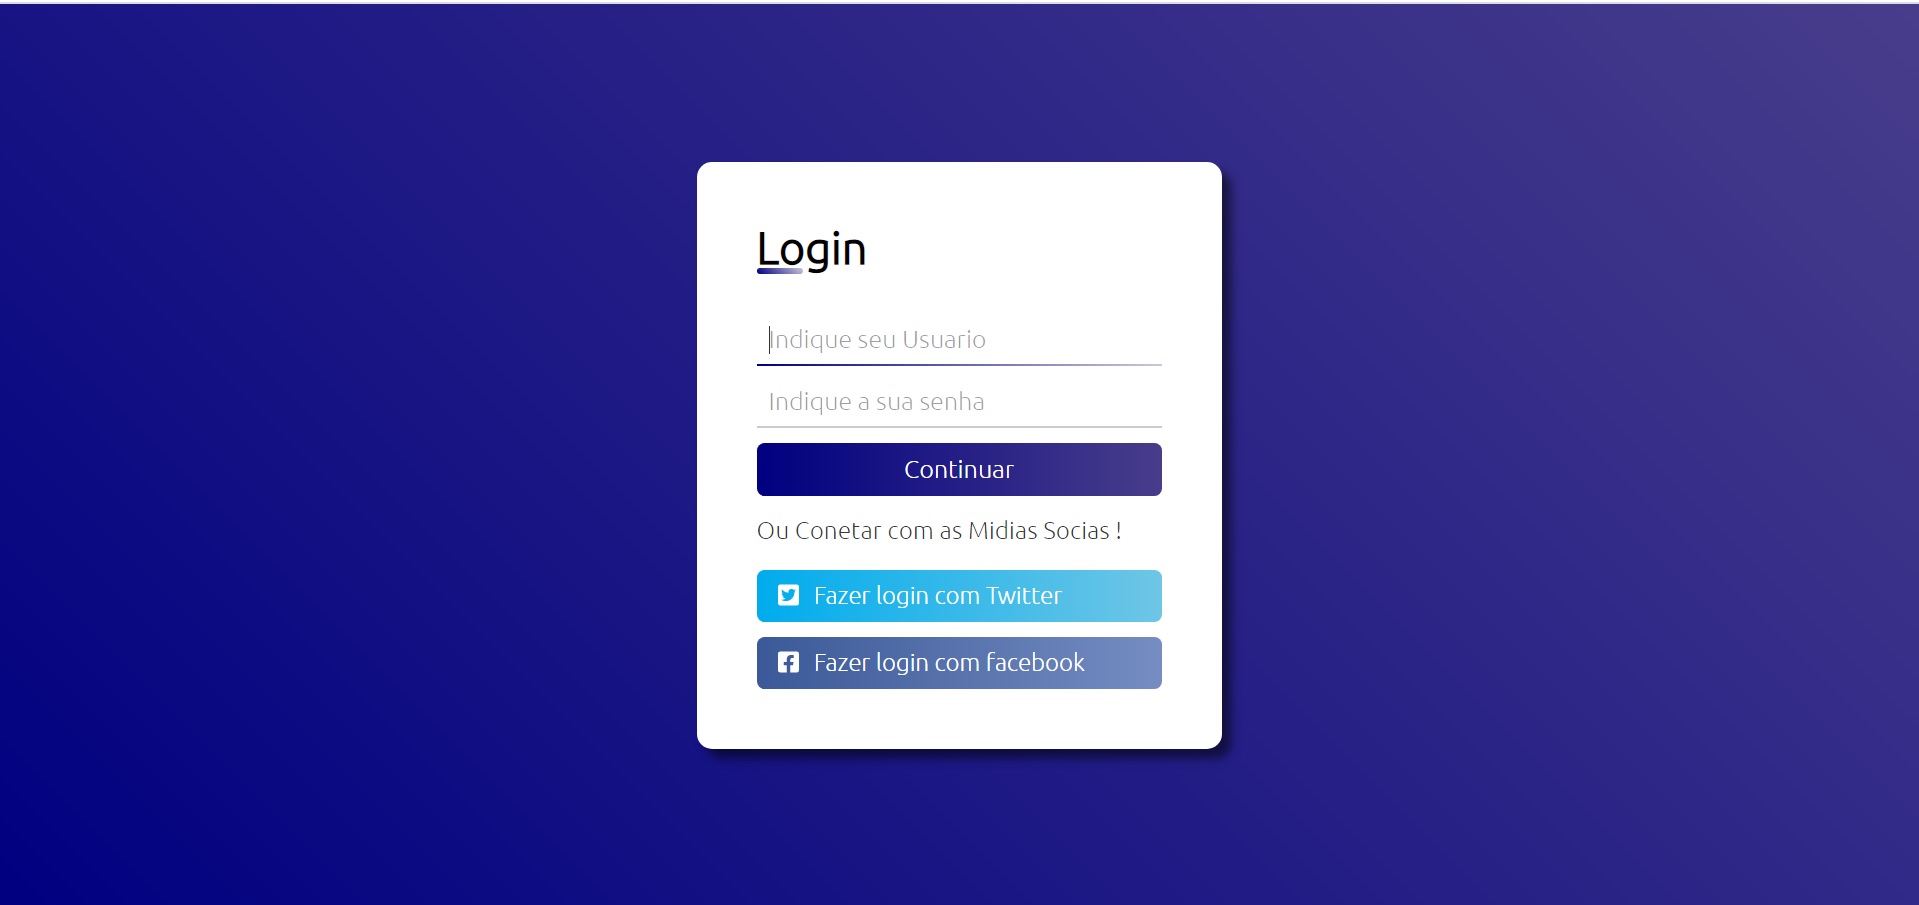 Login
Indique seu Usuario
Indique a sua senha
Continuar
Ou Conetar com as Midias Socias !
Fazer login com Twitter
Fazer login com facebook